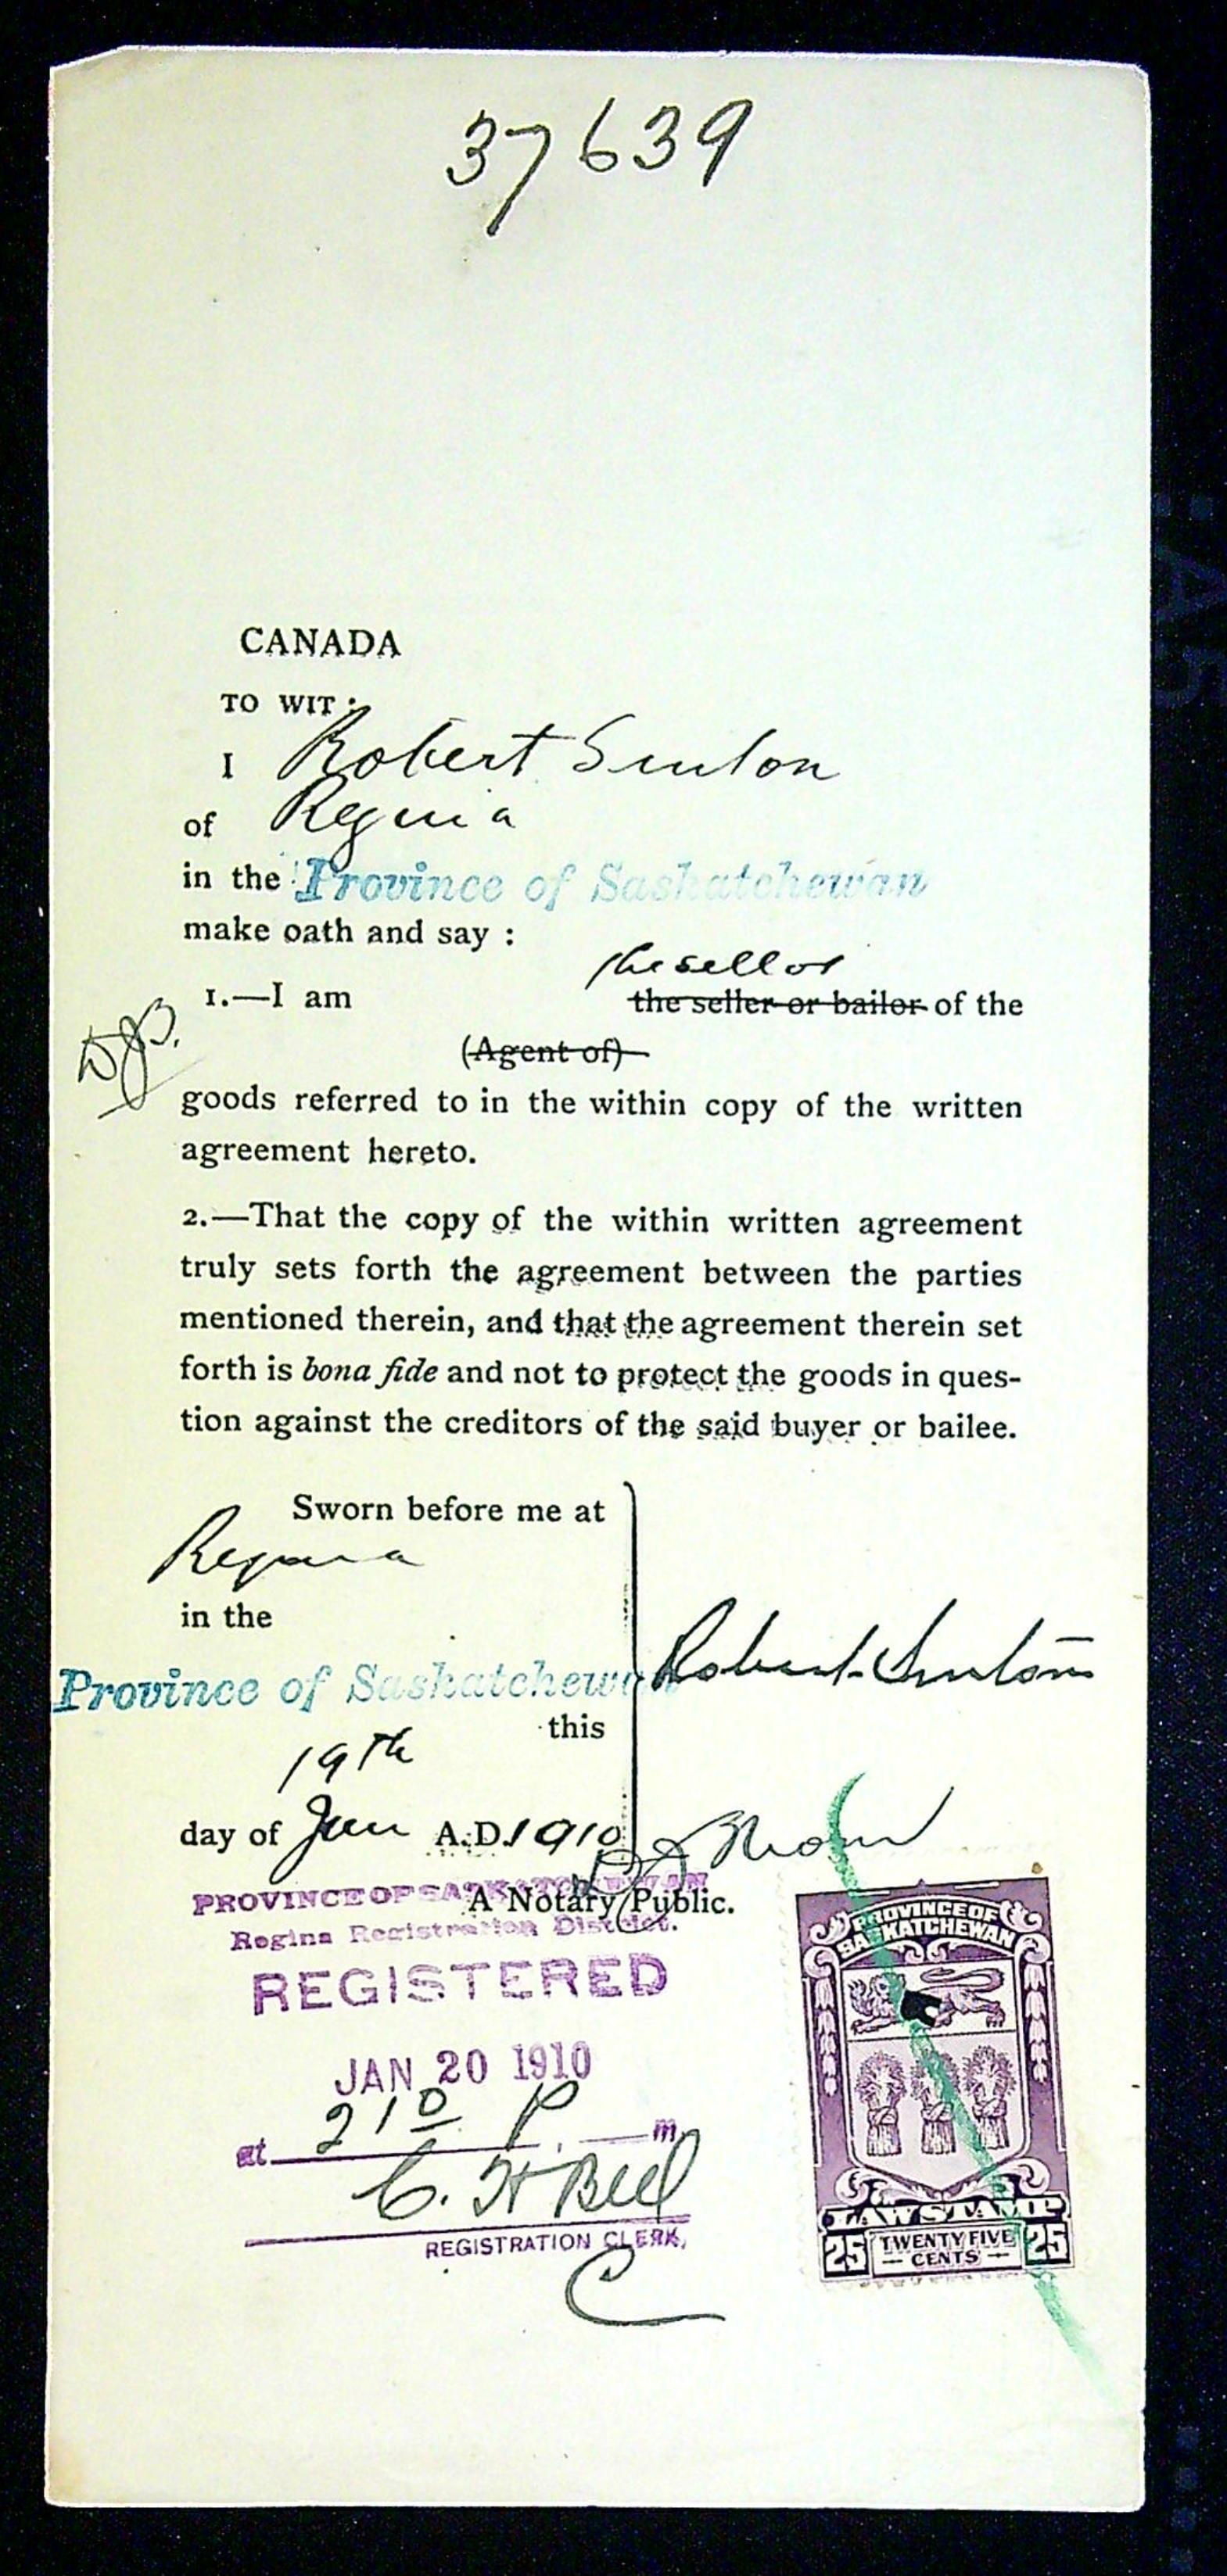 37639
CANADA
TO WIT :
I Robert Sinton
of Regina
in the Province of Saskatchewan
make oath and say :
the sellor
1.—I am the seller or bailor of the
(Agent of)
goods referred to in the within copy of the written
agreement hereto.
2.—That the copy of the within written agreement
truly sets forth the agreement between the parties
mentioned therein, and that the agreement therein set
forth is bona fide and not to protect the goods in ques-
tion against the creditors of the said buyer or bailee.
Sworn before me at
Regina
in the
Province of Saskatchewan
Robert Sinton
this
19th
day of Jan A.D. 1910
A Notary Public.
PROVINCE OF SASKATCHEWAN
Regina Registration District.
REGISTERED
JAN 20 1910
at 2 10 P. m.
C. H Bell
REGISTRATION CLERK,
PROVINCE OF
SASKATCHEWAN
LAW STAMP
25 TWENTY FIVE 25
— CENTS —